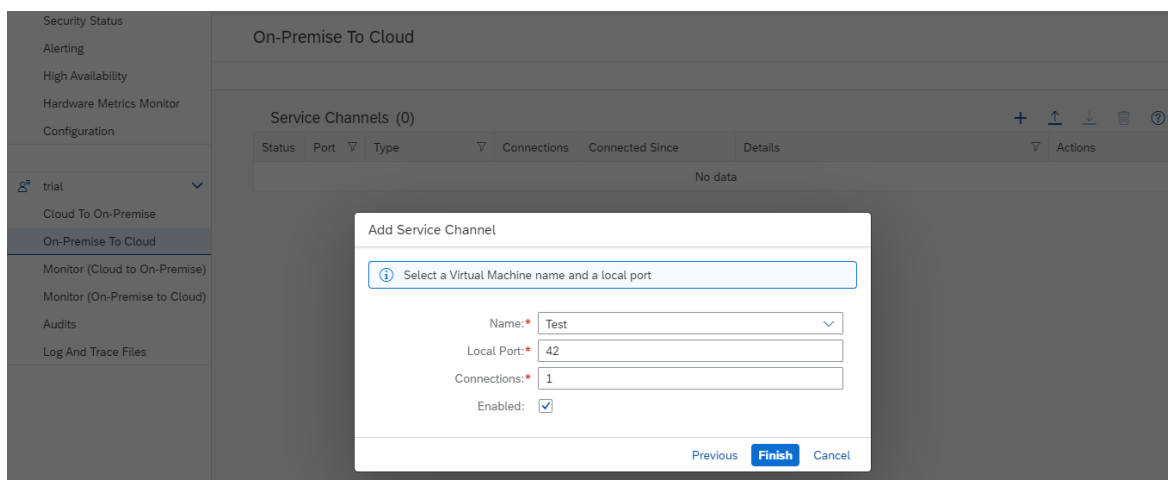 Security Status
Alerting
High Availability
Hardware Metrics Monitor
Configuration
trial
Cloud To On-Premise
On-Premise To Cloud
Monitor (Cloud to On-Premise)
Monitor (On-Premise to Cloud)
Audits
Log And Trace Files
On-Premise To Cloud
Service Channels (0)
Status Port Type Connections Connected Since Details Actions
No data
Add Service Channel
Select a Virtual Machine name and a local port
Name:* Test
Local Port:* 42
Connections:* 1
Enabled:
Previous Finish Cancel